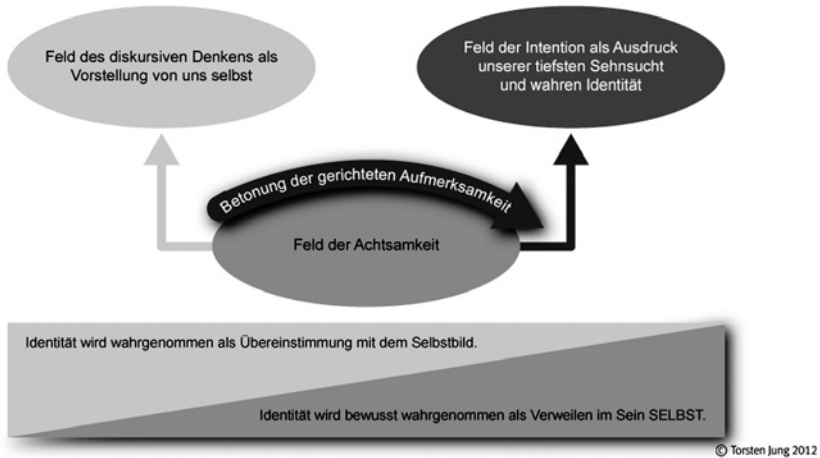 Feld des diskursiven Denkens als
Vorstellung von uns selbst
Feld der Intention als Ausdruck
unserer tiefsten Sehnsucht
und wahren Identität
Betonung der gerichteten Aufmerksamkeit
Feld der Achtsamkeit
Identität wird wahrgenommen als Übereinstimmung mit dem Selbstbild.
Identität wird bewusst wahrgenommen als Verweilen im Sein SELBST.
© Torsten Jung 2012